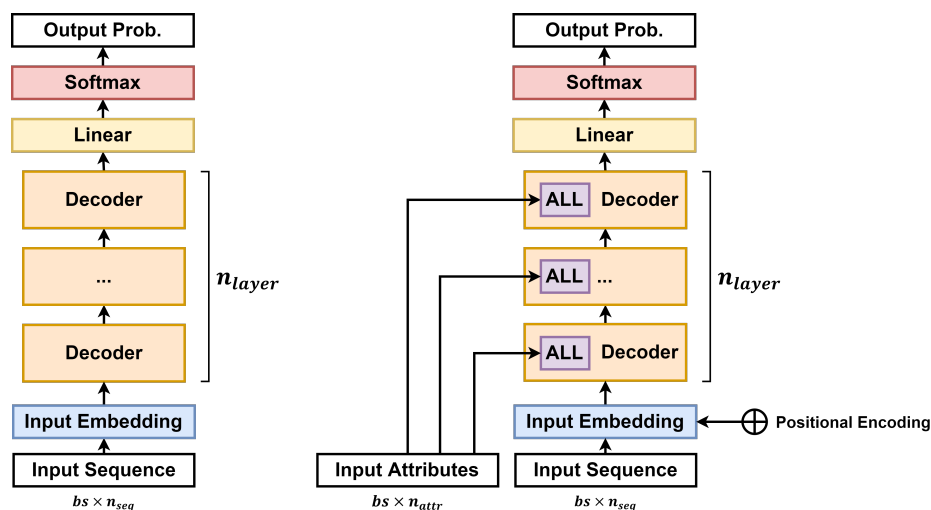 Output Prob.
Softmax
Linear
Decoder
...
Decoder
n_layer
Input Embedding
Input Sequence
bs × n_seq
Output Prob.
Softmax
Linear
ALL Decoder
ALL ...
ALL Decoder
n_layer
Input Embedding
Positional Encoding
Input Attributes
Input Sequence
bs × n_attr
bs × n_seq